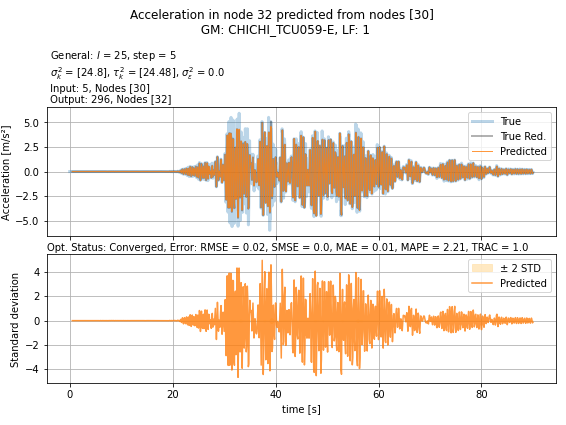 Acceleration in node 32 predicted from nodes [30]
GM: CHICHI_TCU059-E, LF: 1
General: l = 25, step = 5
σ²ₖ = [24.8], τ²ₖ = [24.48], σ²ₑ = 0.0
Input: 5, Nodes [30]
Output: 296, Nodes [32]
Acceleration [m/s²]
5.0
2.5
0.0
−2.5
−5.0
True
True Red.
Predicted
Opt. Status: Converged, Error: RMSE = 0.02, SMSE = 0.0, MAE = 0.01, MAPE = 2.21, TRAC = 1.0
Standard deviation
4
2
0
−2
−4
± 2 STD
Predicted
0
20
40
60
80
time [s]